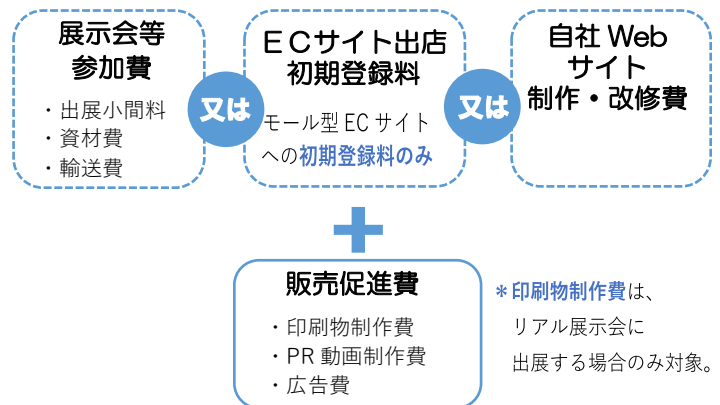 展示会等
参加費
・出展小間料
・資材費
・輸送費
又は
ECサイト出店
初期登録料
モール型 EC サイト
への初期登録料のみ
又は
自社 Web
サイト
制作・改修費
+
販売促進費
・印刷物制作費
・PR 動画制作費
・広告費
＊印刷物制作費は、
リアル展示会に
出展する場合のみ対象。